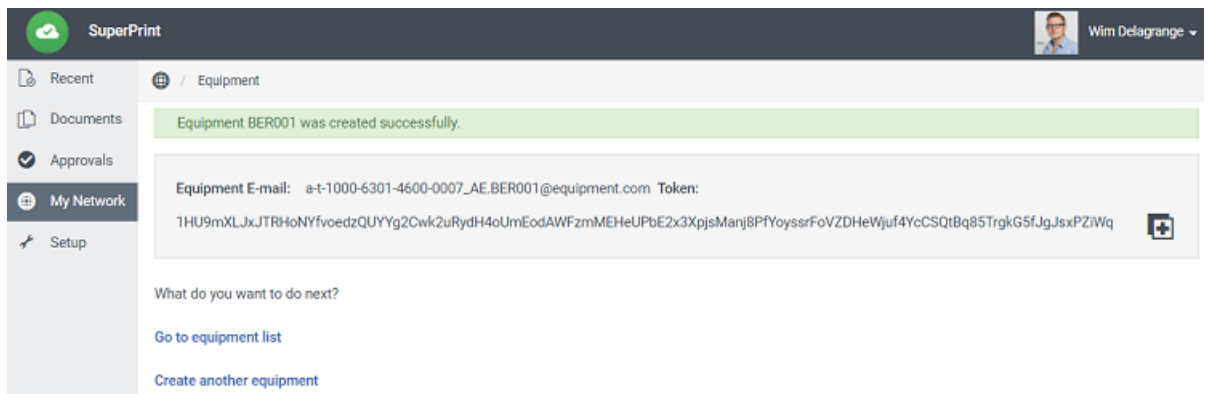 SuperPrint
Wim Delagrange
Recent
/ Equipment
Documents
Equipment BER001 was created successfully.
Approvals
My Network
Equipment E-mail: a-t-1000-6301-4600-0007_AE.BER001@equipment.com Token:
1HU9mXLJxJTRHoNYfvoedzQUYYg2Cwk2uRydH4oUmEodAWFzmMEHeUPbE2x3XpjsManj8PfYoyssrFoVZDHeWjuf4YcCSQtBq85TrgkG5fJgJsxPZiWq
Setup
What do you want to do next?
Go to equipment list
Create another equipment